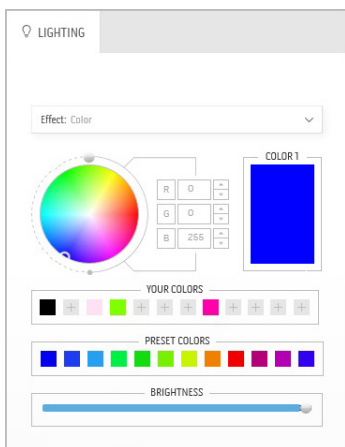 LIGHTING
Effect: Color
COLOR 1
R 0
G 0
B 255
YOUR COLORS
PRESET COLORS
BRIGHTNESS